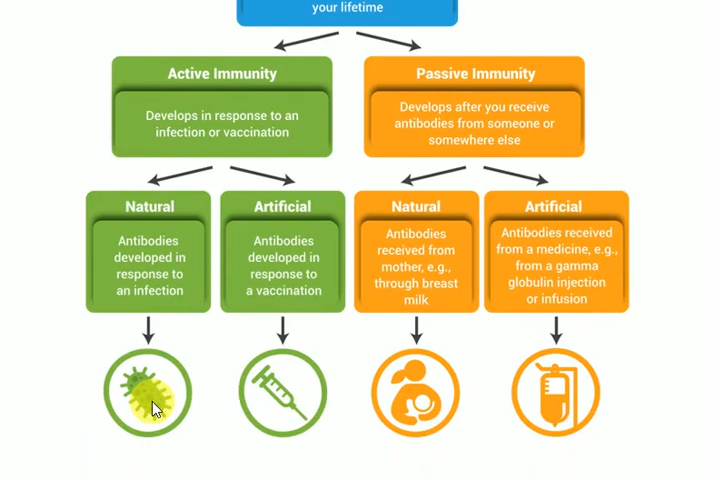 your lifetime
Active Immunity
Develops in response to an
infection or vaccination
Passive Immunity
Develops after you receive
antibodies from someone or
somewhere else
Natural
Antibodies
developed in
response to
an infection
Artificial
Antibodies
developed in
response to
a vaccination
Natural
Antibodies
received from
mother, e.g.,
through breast
milk
Artificial
Antibodies received
from a medicine, e.g.,
from a gamma
globulin injection
or infusion